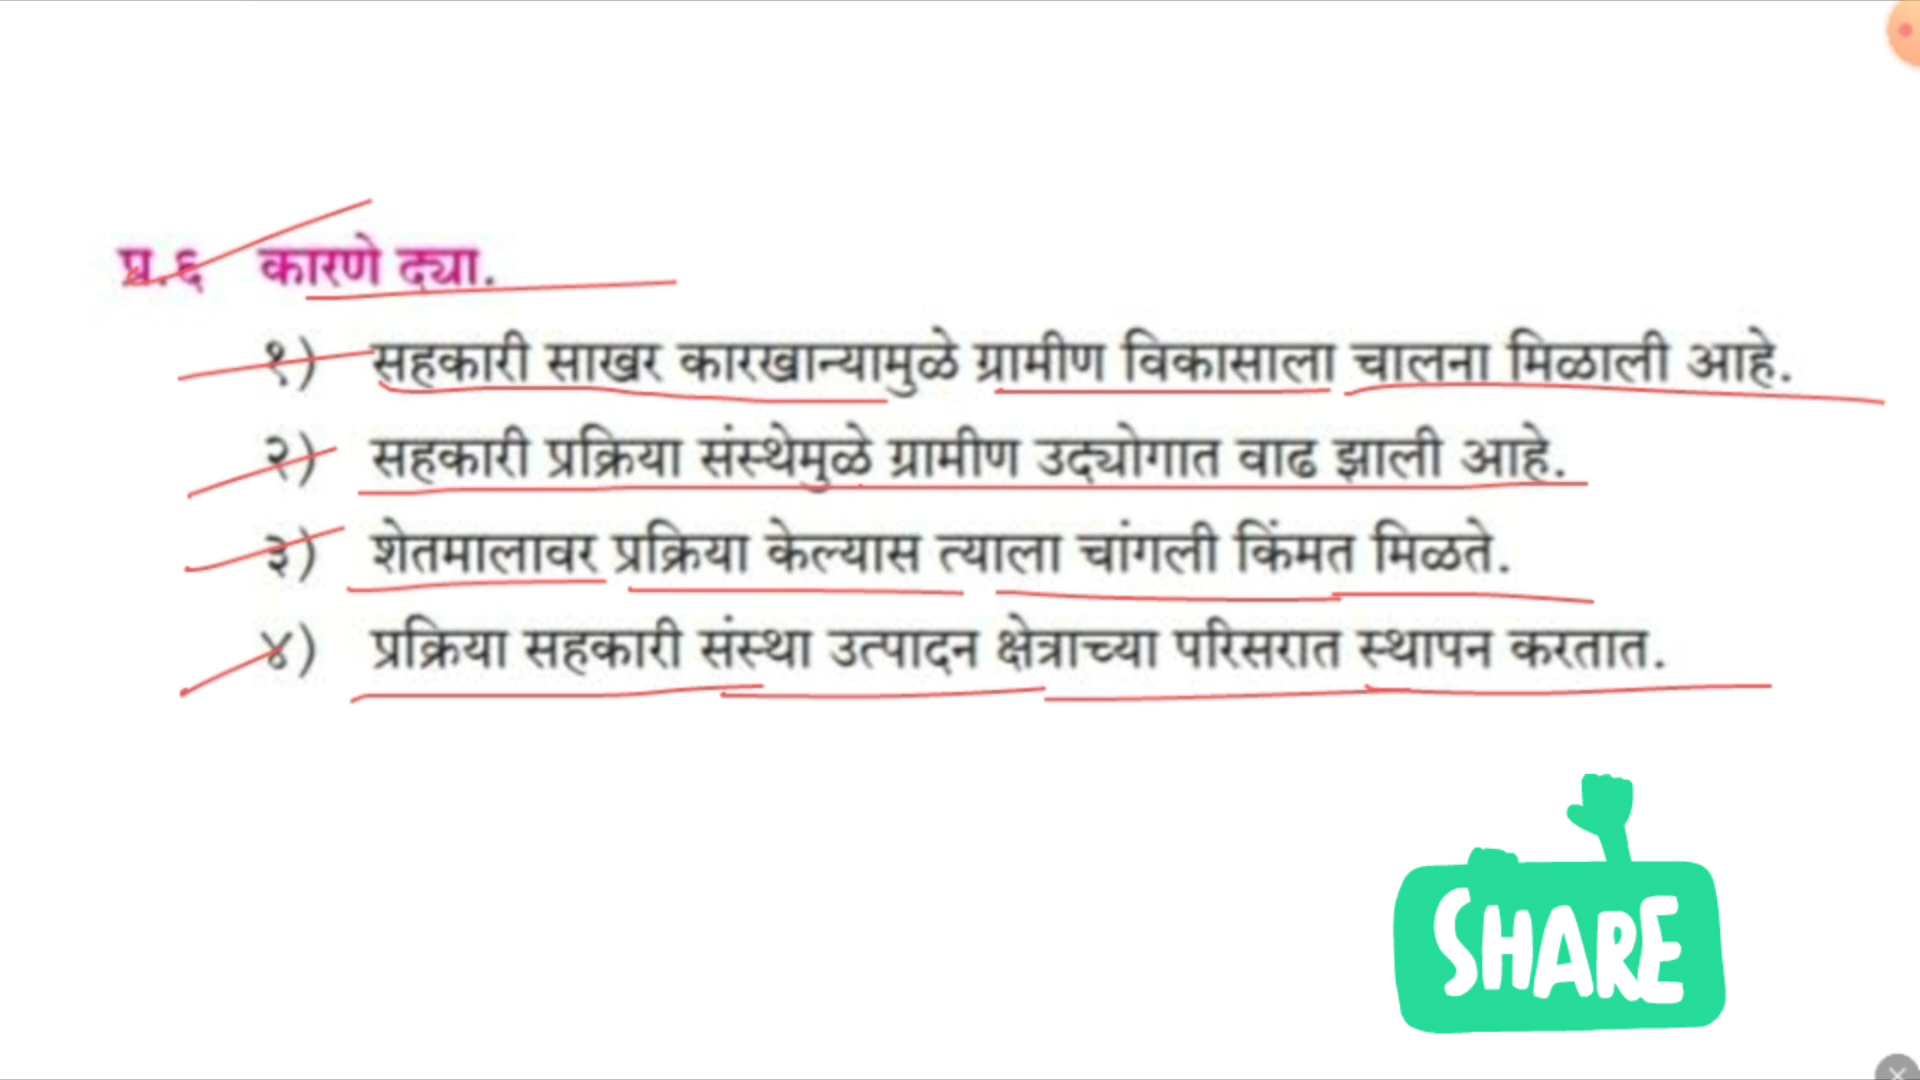 प्र.६ कारणे द्या.
१) सहकारी साखर कारखान्यामुळे ग्रामीण विकासाला चालना मिळाली आहे.
२) सहकारी प्रक्रिया संस्थेमुळे ग्रामीण उद्योगात वाढ झाली आहे.
३) शेतमालावर प्रक्रिया केल्यास त्याला चांगली किंमत मिळते.
४) प्रक्रिया सहकारी संस्था उत्पादन क्षेत्राच्या परिसरात स्थापन करतात.
SHARE